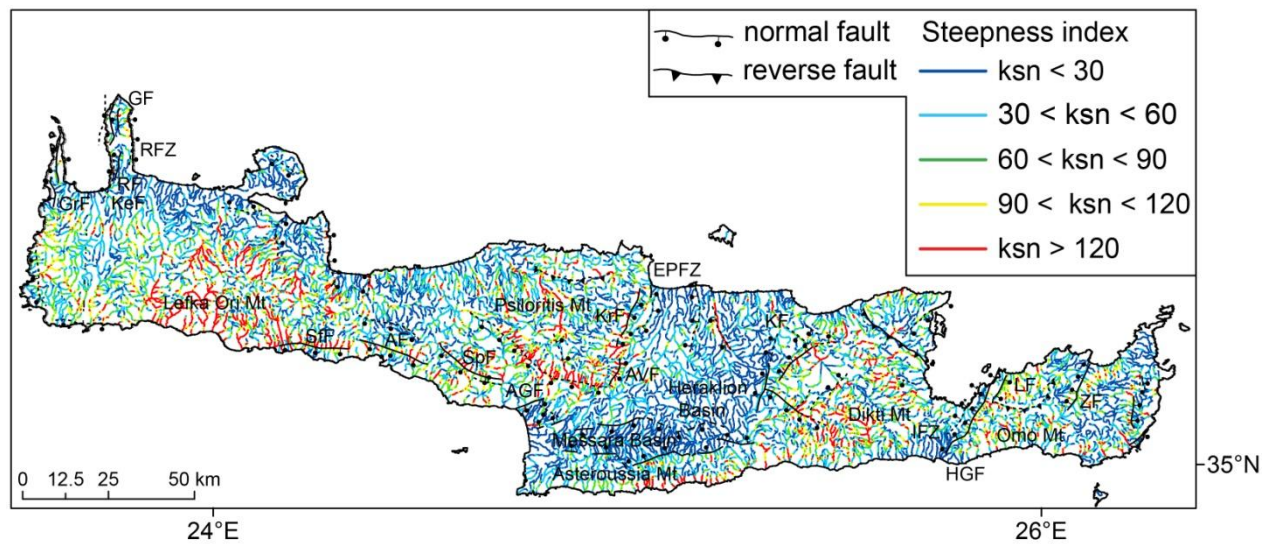 normal fault
reverse fault
Steepness index
ksn < 30
30 < ksn < 60
60 < ksn < 90
90 < ksn < 120
ksn > 120
GF
RFZ
RF
GrF
KeF
EPFZ
Lefka Ori Mt.
Psiloritis Mt.
KrF
KF
SfF
AF
SpF
AVF
AGF
Heraklion
Basin
LF
ZF
Dikti Mt.
IFZ
Orno Mt.
Messara Basin
Asteroussia Mt.
HGF
35°N
0 12.5 25 50 km
24°E
26°E